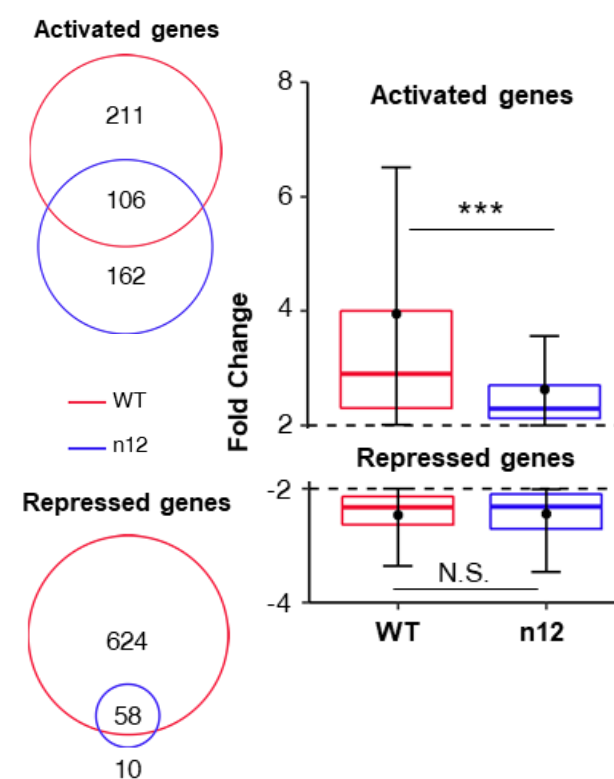 Activated genes
211
106
162
WT
n12
Repressed genes
624
58
10
8
Activated genes
6
***
4
Fold Change
2
Repressed genes
-2
N.S.
-4
WT
n12